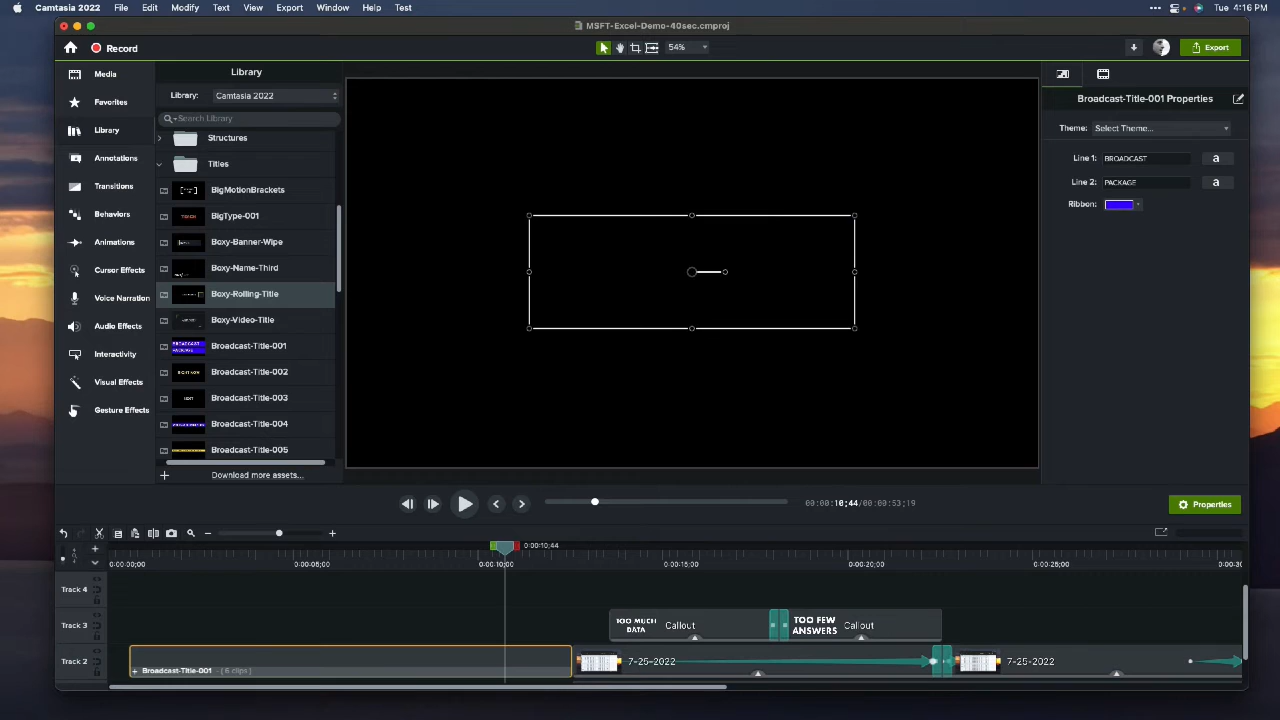 Camtasia 2022 File Edit Modify Text View Export Window Help Test
Tue 4:16 PM
MSFT-Excel-Demo-40sec.cmproj
Record
54%
Export
Media
Favorites
Library
Annotations
Transitions
Behaviors
Animations
Cursor Effects
Voice Narration
Audio Effects
Interactivity
Visual Effects
Gesture Effects
Library
Library: Camtasia 2022
Search Library
Structures
Titles
BigMotionBrackets
BigType-001
Boxy-Banner-Wipe
Boxy-Name-Third
Boxy-Rolling-Title
Boxy-Video-Title
BROADCAST
PACKAGE
Broadcast-Title-001
Broadcast-Title-002
Broadcast-Title-003
Broadcast-Title-004
Broadcast-Title-005
Download more assets...
Broadcast-Title-001 Properties
Theme: Select Theme...
Line 1: BROADCAST a
Line 2: PACKAGE a
Ribbon:
00:00:10;44/00:00:53;19
Properties
0:00:10;44
0:00:00;00 0:00:05;00 0:00:10;00 0:00:15;00 0:00:20;00 0:00:25;00 0:00:30
Track 4
Track 3
TOO MUCH
DATA
Callout
TOO FEW
ANSWERS
Callout
Track 2
+ Broadcast-Title-001 - [ 6 clips ]
7-25-2022
7-25-2022